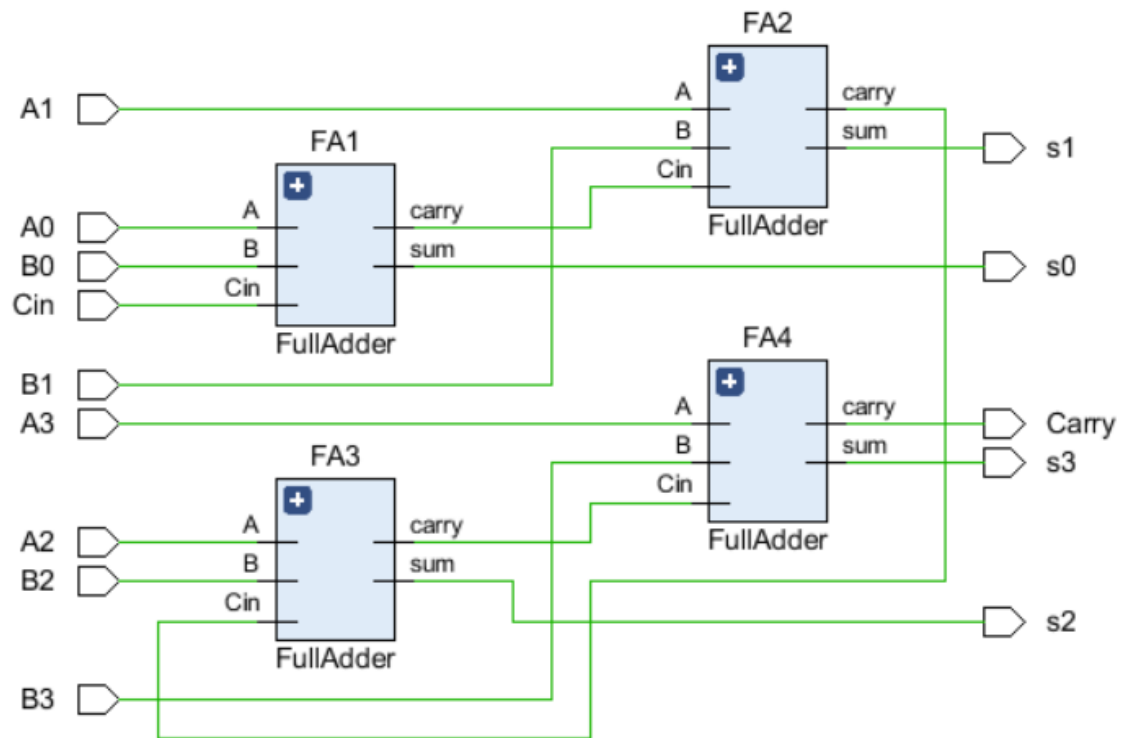 FA2
A1
A
B
Cin
carry
sum
s1
FullAdder
FA1
A0
B0
Cin
A
B
Cin
carry
sum
s0
FullAdder
B1
A3
FA4
A
B
Cin
carry
sum
Carry
s3
FullAdder
FA3
A2
B2
A
B
Cin
carry
sum
s2
FullAdder
B3